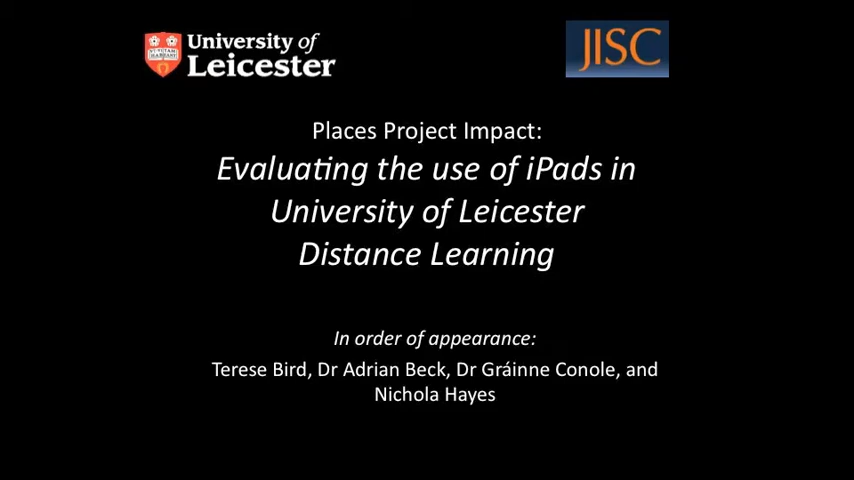 University of
Leicester
JISC
Places Project Impact:
Evaluating the use of iPads in
University of Leicester
Distance Learning
In order of appearance:
Terese Bird, Dr Adrian Beck, Dr Gráinne Conole, and
Nichola Hayes